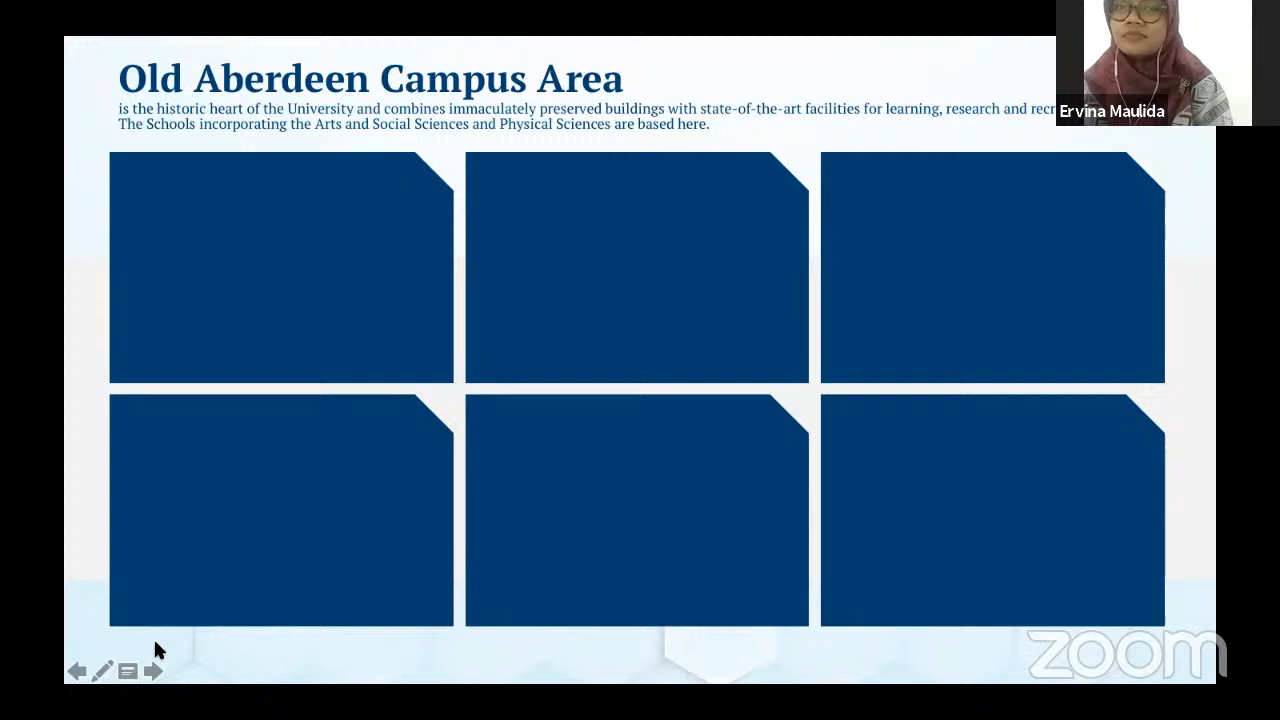 Old Aberdeen Campus Area
is the historic heart of the University and combines immaculately preserved buildings with state-of-the-art facilities for learning, research and
The Schools incorporating the Arts and Social Sciences and Physical Sciences are based here.
Ervina Maulida
zoom